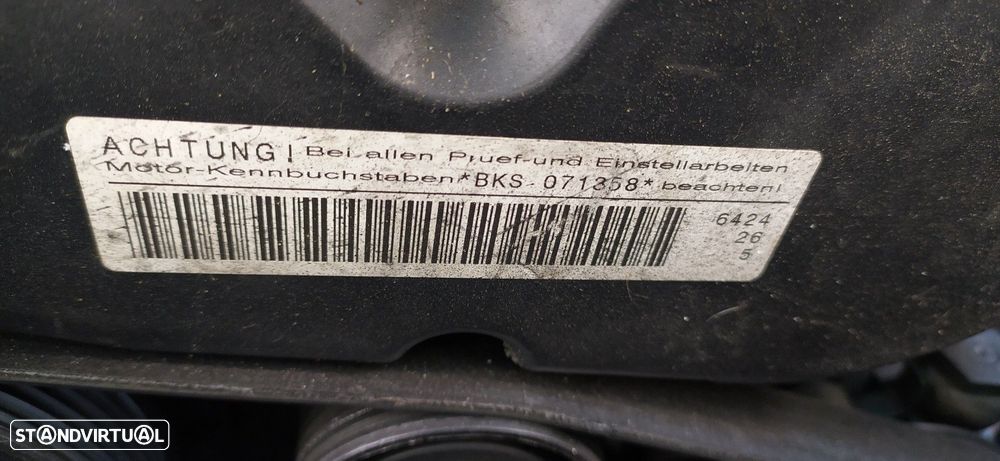 ACHTUNG! Bei allen Pruef-und Einstellarbeiten
Motor-Kennbuchstaben*BKS 071358* beachten!
6424
26
5
STANDVIRTUAL